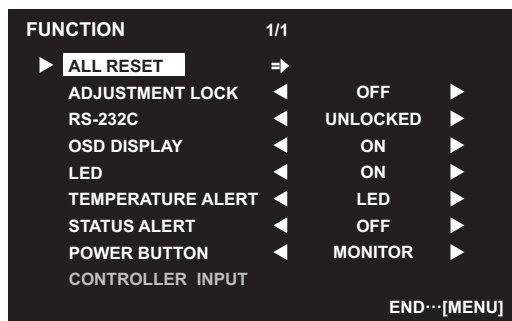 FUNCTION 1/1
ALL RESET
ADJUSTMENT LOCK OFF
RS-232C UNLOCKED
OSD DISPLAY ON
LED ON
TEMPERATURE ALERT LED
STATUS ALERT OFF
POWER BUTTON MONITOR
CONTROLLER INPUT
END···[MENU]